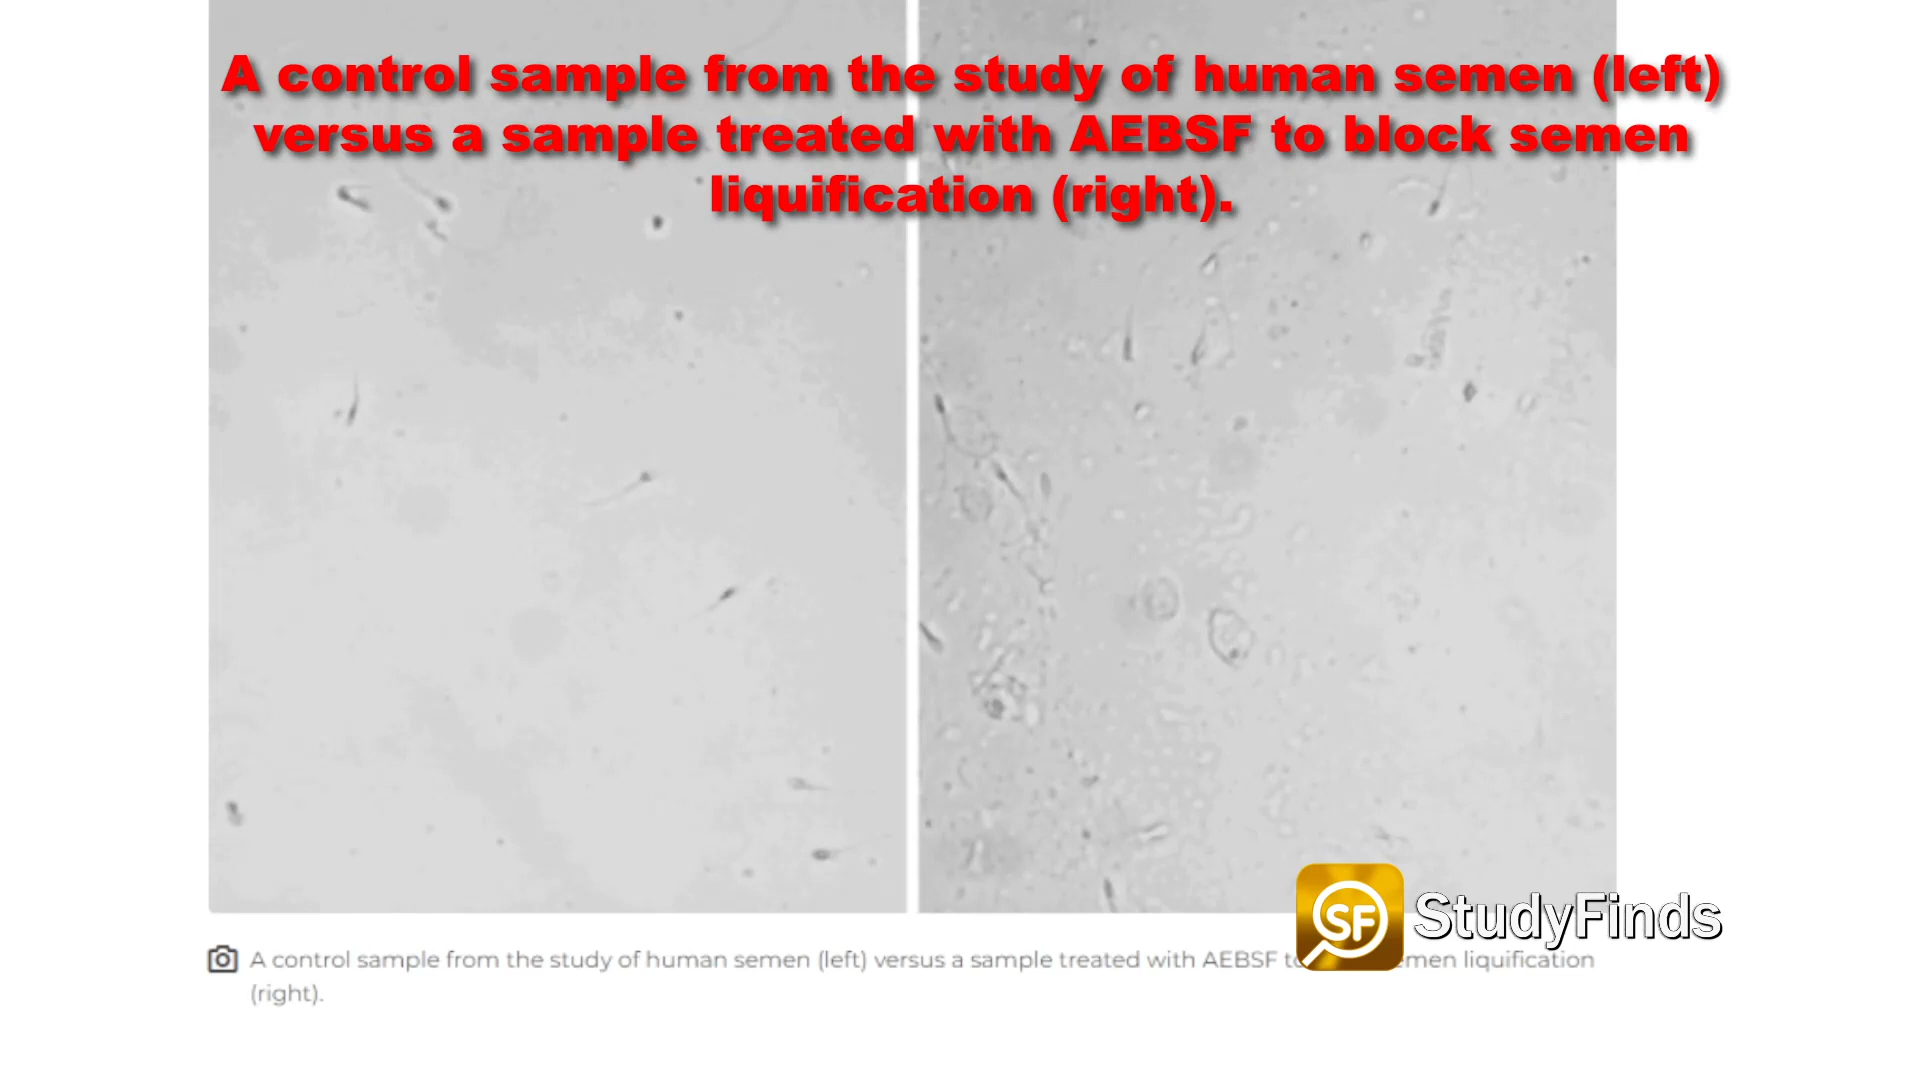 A control sample from the study of human semen (left)
versus a sample treated with AEBSF to block semen
liquification (right).
SF StudyFinds
A control sample from the study of human semen (left) versus a sample treated with AEBSF liquification
(right).